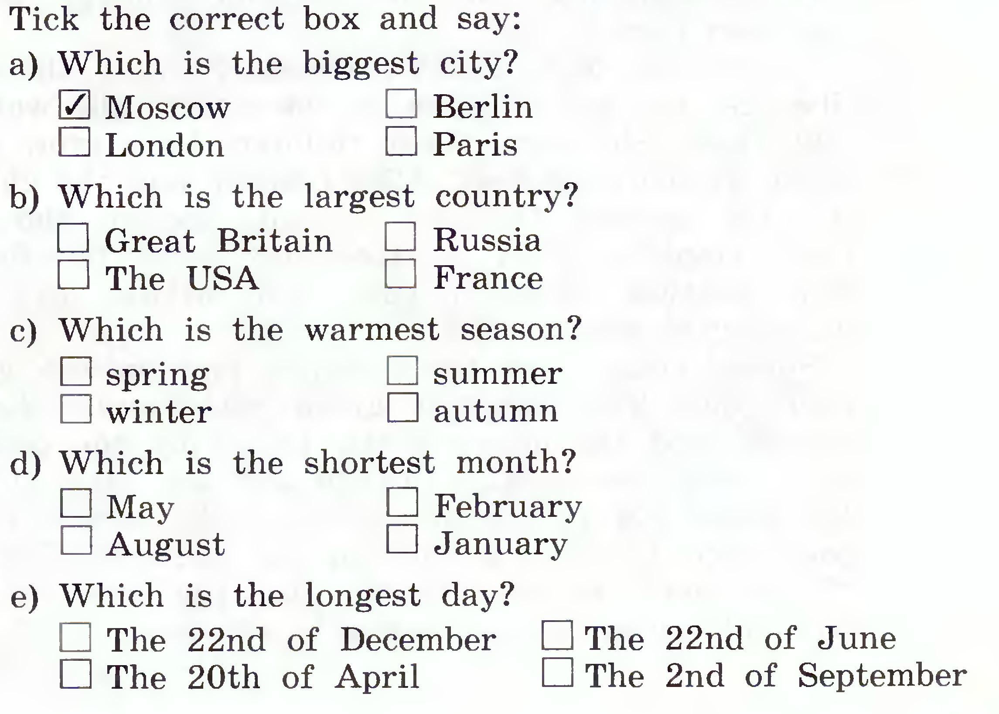 Tick the correct box and say:
a) Which is the biggest city?
Moscow Berlin
London Paris
b) Which is the largest country?
Great Britain Russia
The USA France
c) Which is the warmest season?
spring summer
winter autumn
d) Which is the shortest month?
May February
August January
e) Which is the longest day?
The 22nd of December The 22nd of June
The 20th of April The 2nd of September